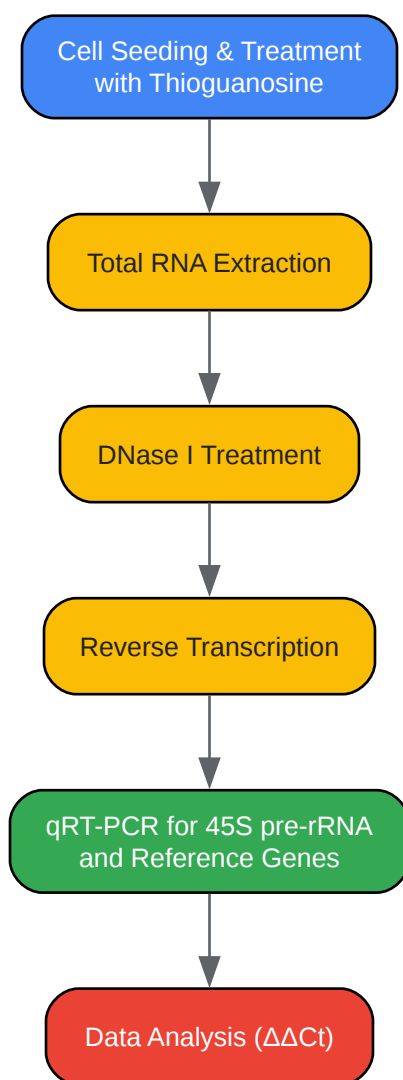 Cell Seeding & Treatment
with Thioguanosine
Total RNA Extraction
DNase I Treatment
Reverse Transcription
qRT-PCR for 45S pre-rRNA
and Reference Genes
Data Analysis (ΔΔCt)